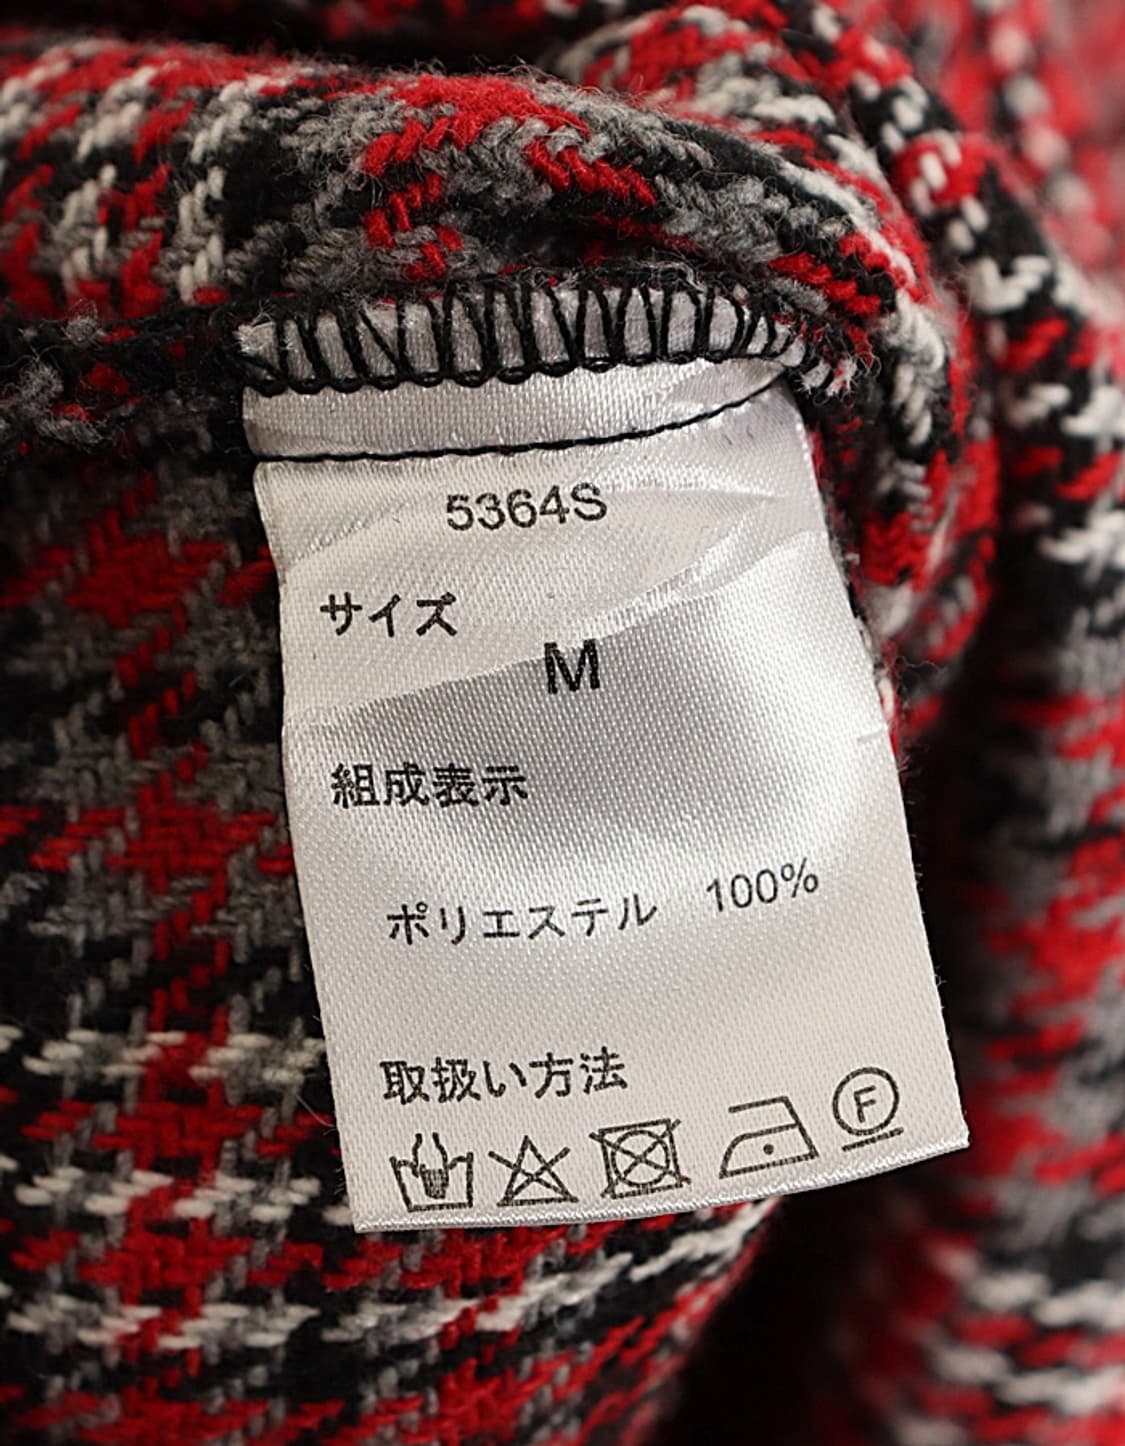 5364S
サイズ
M
組成表示
ポリエステル　100%
取扱い方法
F